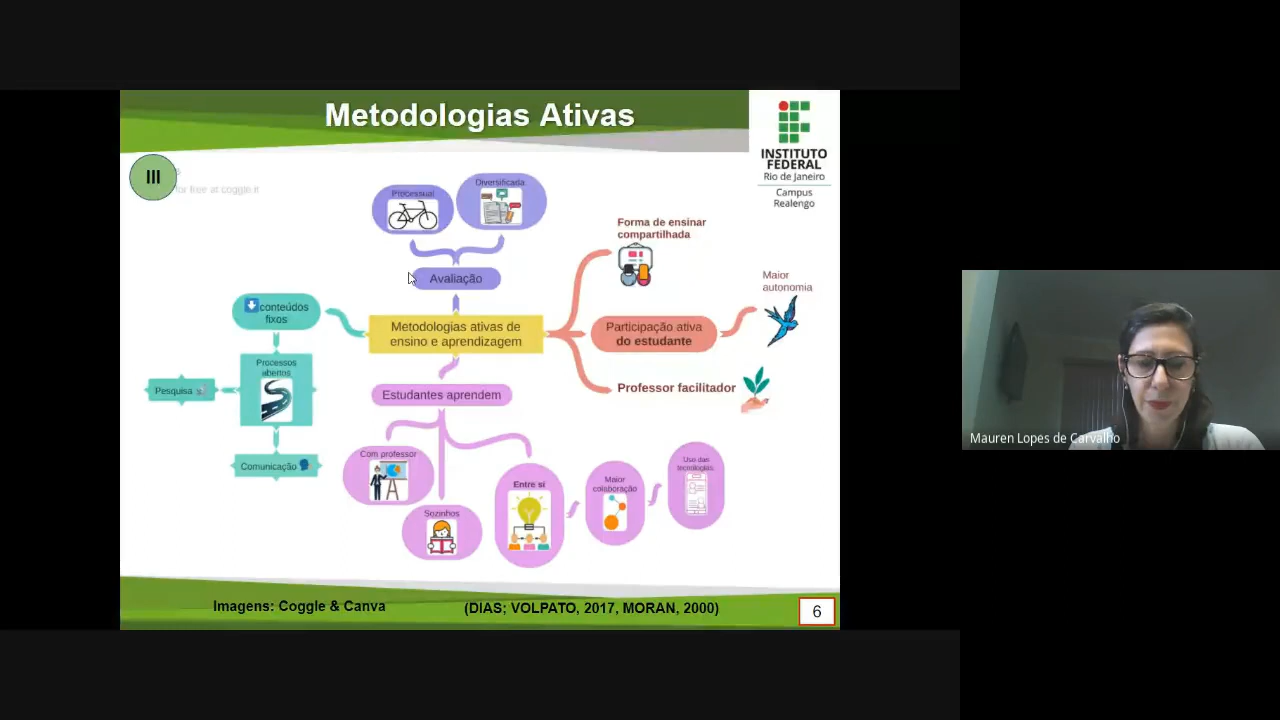 Metodologias Ativas
INSTITUTO
FEDERAL
Rio de Janeiro
Campus
Realengo
III
for free at coggle.it
Processual
Diversificada
Avaliação
Forma de ensinar
compartilhada
Maior
autonomia
conteúdos
fixos
Metodologias ativas de
ensino e aprendizagem
Participação ativa
do estudante
Processos
abertos
Pesquisa
Comunicação
Professor facilitador
Estudantes aprendem
Com professor
Sozinhos
Entre si
Maior
colaboração
Uso das
tecnologias
Mauren Lopes de Carvalho
Imagens: Coggle & Canva
(DIAS; VOLPATO, 2017, MORAN, 2000)
6